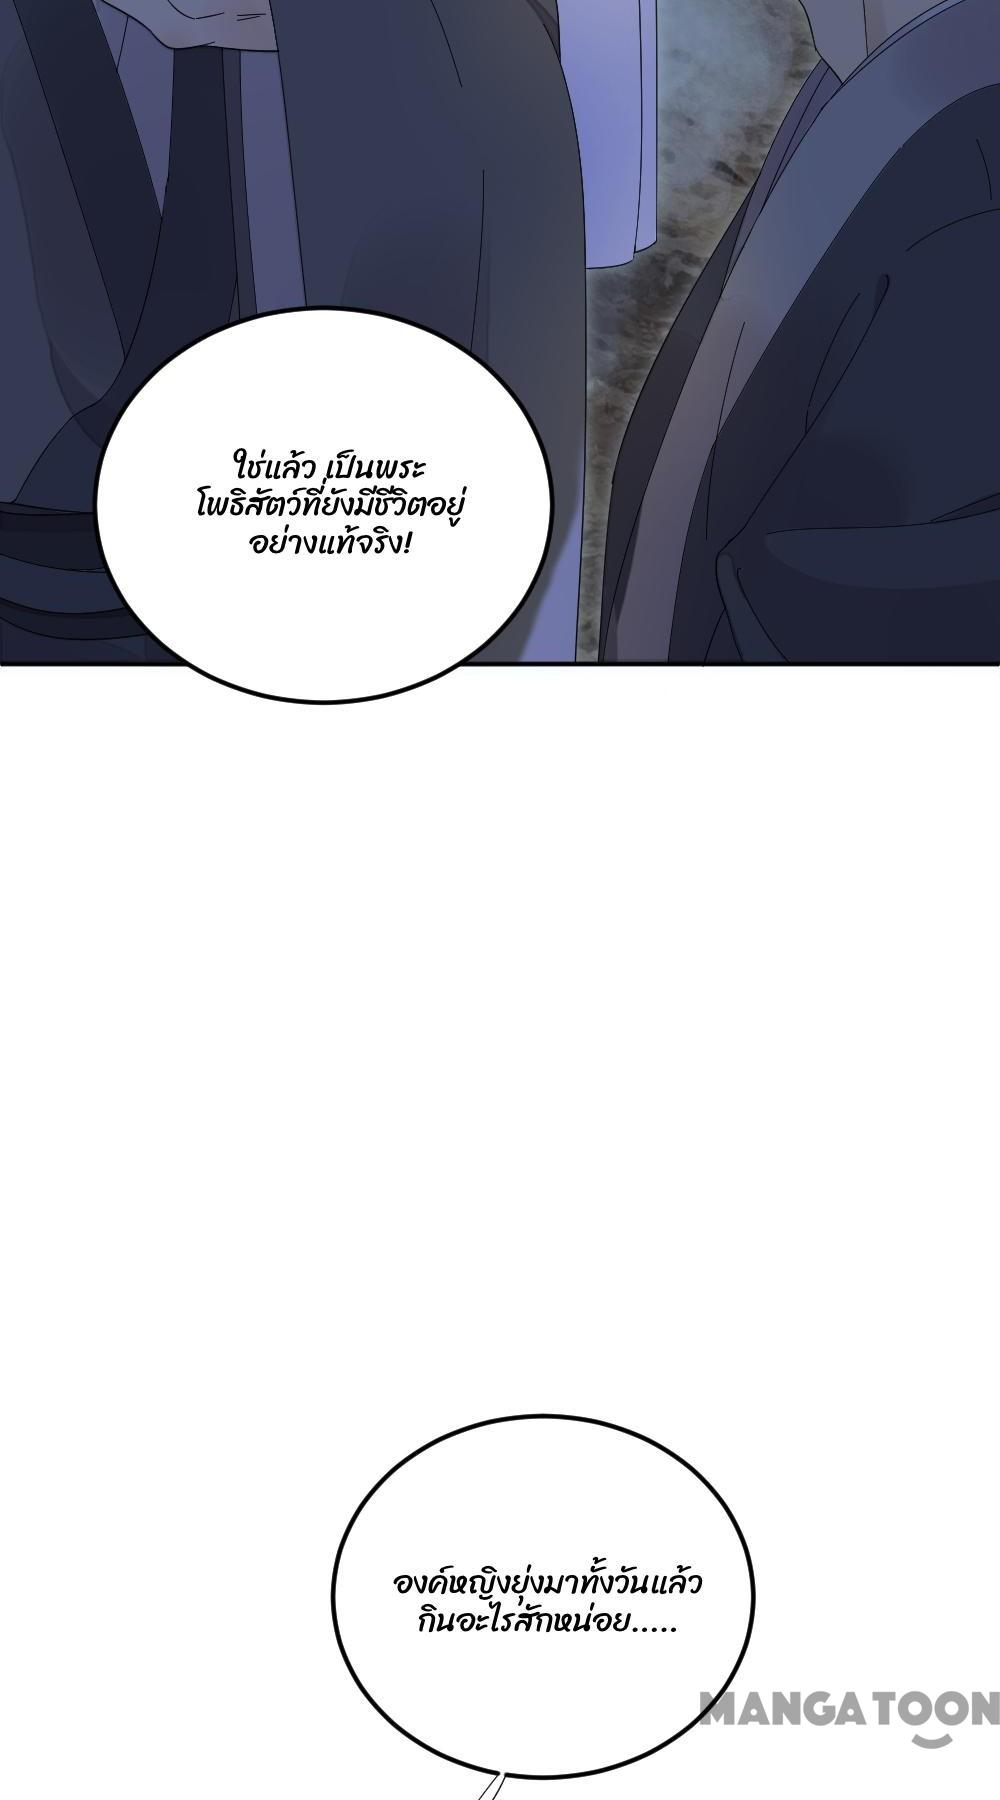 ใช่แล้ว เป็นพระ
โพธิสัตว์ที่ยังมีชีวิตอยู่
อย่างแท้จริง!
องค์หญิงยุ่งมาทั้งวันแล้ว
กินอะไรสักหน่อย.....
MANGATOON